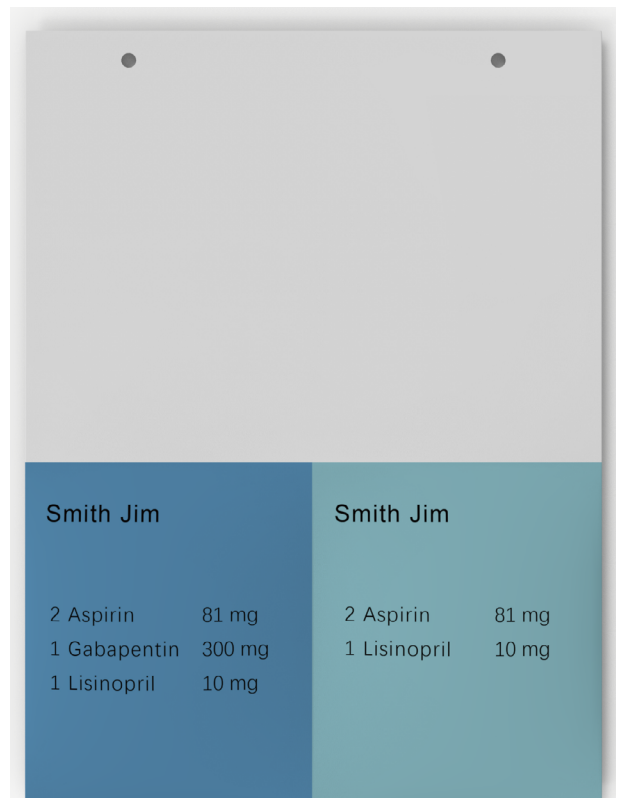 Smith Jim
2 Aspirin 81 mg
1 Gabapentin 300 mg
1 Lisinopril 10 mg
Smith Jim
2 Aspirin 81 mg
1 Lisinopril 10 mg